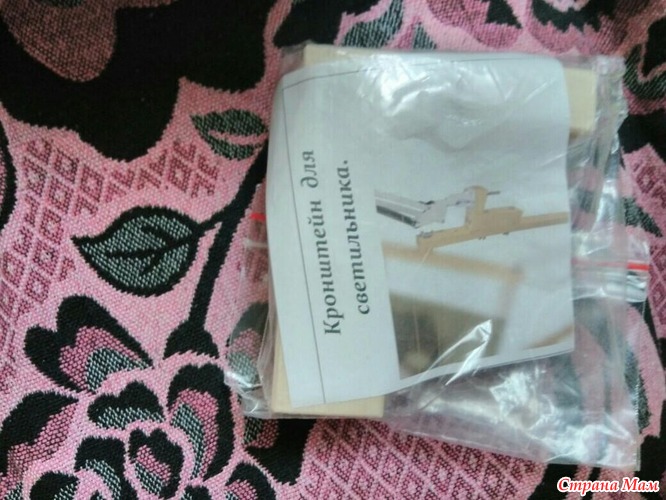 Кронштейн для
светильника.
Страна Мам